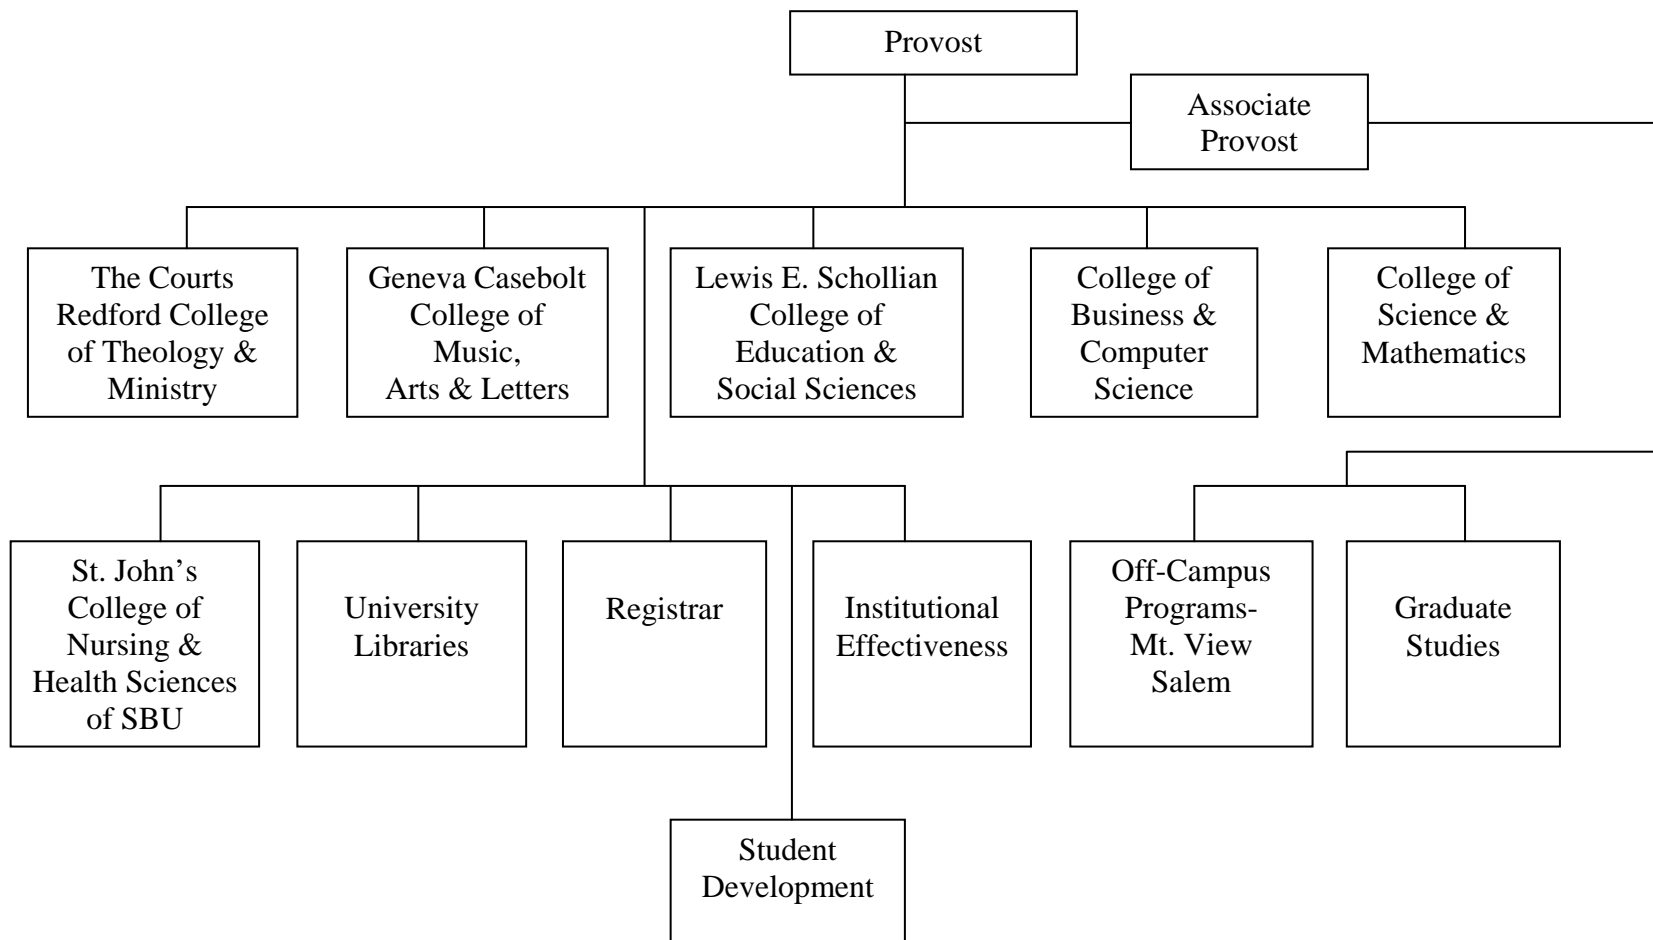 Provost
Associate
Provost
The Courts
Redford College
of Theology &
Ministry
Geneva Casebolt
College of
Music,
Arts & Letters
Lewis E. Schollian
College of
Education &
Social Sciences
College of
Business &
Computer
Science
College of
Science &
Mathematics
St. John’s
College of
Nursing &
Health Sciences
of SBU
University
Libraries
Registrar
Institutional
Effectiveness
Off-Campus
Programs-
Mt. View
Salem
Graduate
Studies
Student
Development